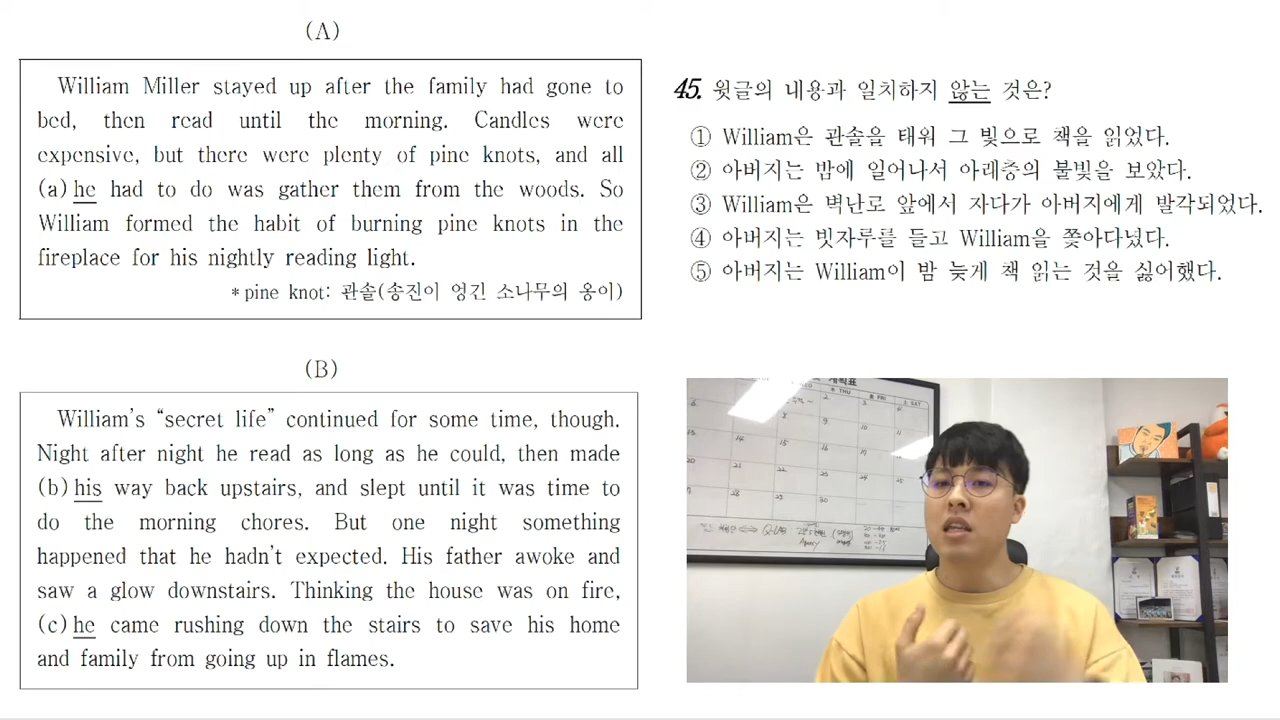 (A)
William Miller stayed up after the family had gone to
bed, then read until the morning. Candles were
expensive, but there were plenty of pine knots, and all
(a) he had to do was gather them from the woods. So
William formed the habit of burning pine knots in the
fireplace for his nightly reading light.
* pine knot: 관솔(송진이 엉긴 소나무의 옹이)
(B)
William's “secret life” continued for some time, though.
Night after night he read as long as he could, then made
(b) his way back upstairs, and slept until it was time to
do the morning chores. But one night something
happened that he hadn't expected. His father awoke and
saw a glow downstairs. Thinking the house was on fire,
(c) he came rushing down the stairs to save his home
and family from going up in flames.
45. 윗글의 내용과 일치하지 않는 것은?
① William은 관솔을 태워 그 빛으로 책을 읽었다.
② 아버지는 밤에 일어나서 아래층의 불빛을 보았다.
③ William은 벽난로 앞에서 자다가 아버지에게 발각되었다.
④ 아버지는 빗자루를 들고 William을 쫓아다녔다.
⑤ 아버지는 William이 밤 늦게 책 읽는 것을 싫어했다.
THU
FRI
SAT